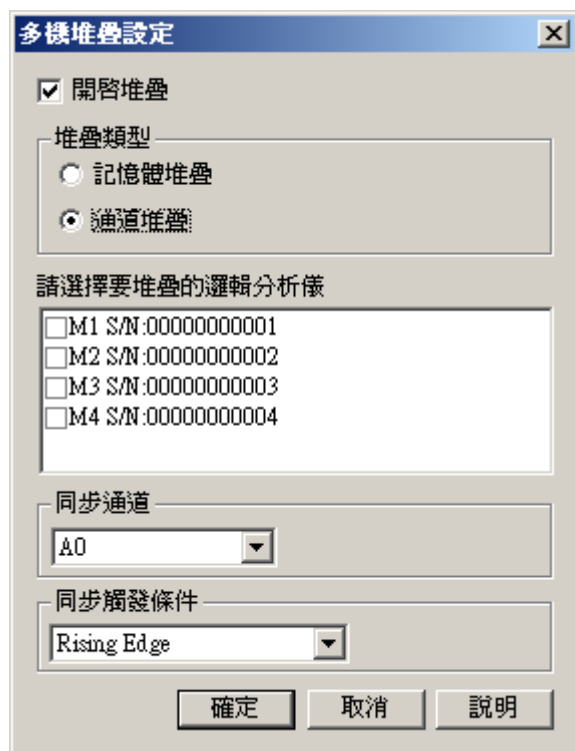 多機堆疊設定
開啓堆疊
堆疊類型
記憶體堆疊
通道堆疊
請選擇要堆疊的邏輯分析儀
M1 S/N:00000000001
M2 S/N:00000000002
M3 S/N:00000000003
M4 S/N:00000000004
同步通道
A0
同步觸發條件
Rising Edge
確定 取消 說明